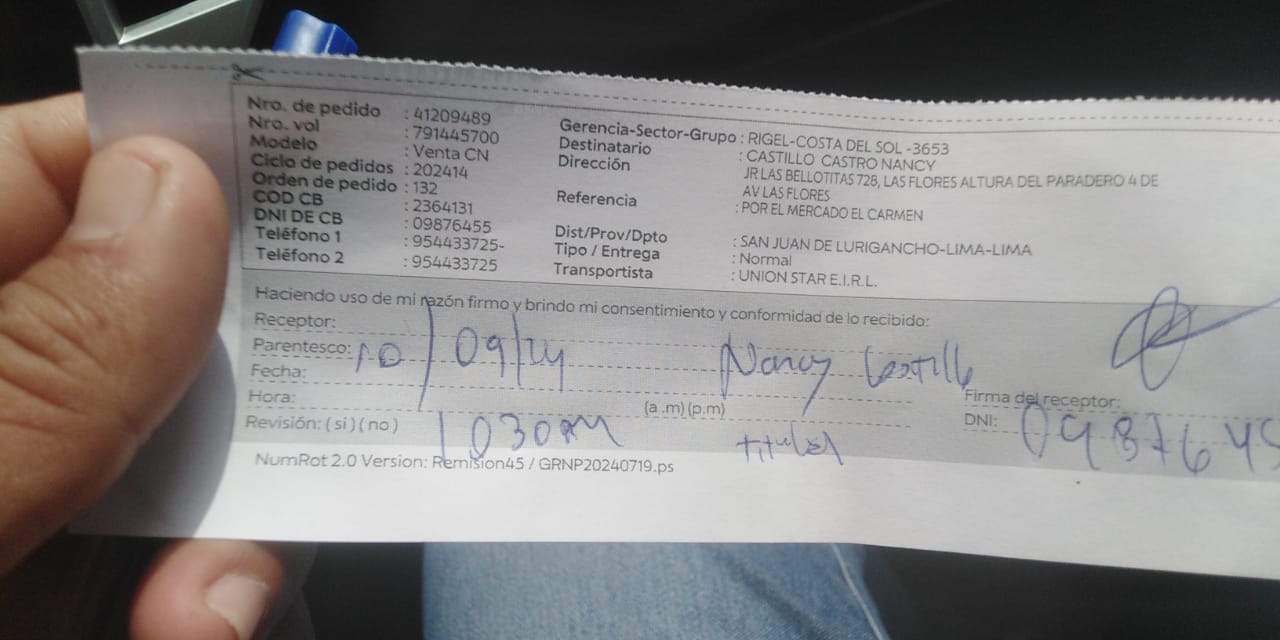 Nro. de pedido : 41209489
Nro. vol : 791445700
Modelo : Venta CN
Ciclo de pedidos : 202414
Orden de pedido : 132
COD CB : 2364131
DNI DE CB : 09876455
Teléfono 1 : 954433725-
Teléfono 2 : 954433725
Gerencia-Sector-Grupo : RIGEL-COSTA DEL SOL -3653
Destinatario : CASTILLO CASTRO NANCY
Dirección JR LAS BELLOTITAS 728, LAS FLORES ALTURA DEL PARADERO 4 DE
AV LAS FLORES
Referencia : POR EL MERCADO EL CARMEN
Dist/Prov/Dpto : SAN JUAN DE LURIGANCHO-LIMA-LIMA
Tipo / Entrega : Normal
Transportista : UNION STAR E.I.R.L.
Haciendo uso de mi razón firmo y brindo mi consentimiento y conformidad de lo recibido:
Receptor:
Parentesco:
10/09/24 Nancy Castillo
Fecha:
Hora: (a .m) (p.m)
Firma del receptor:
Revisión: ( si ) ( no ) 1030am titular
DNI: 0987645
NumRot 2.0 Version: Remision45 / GRNP20240719.ps